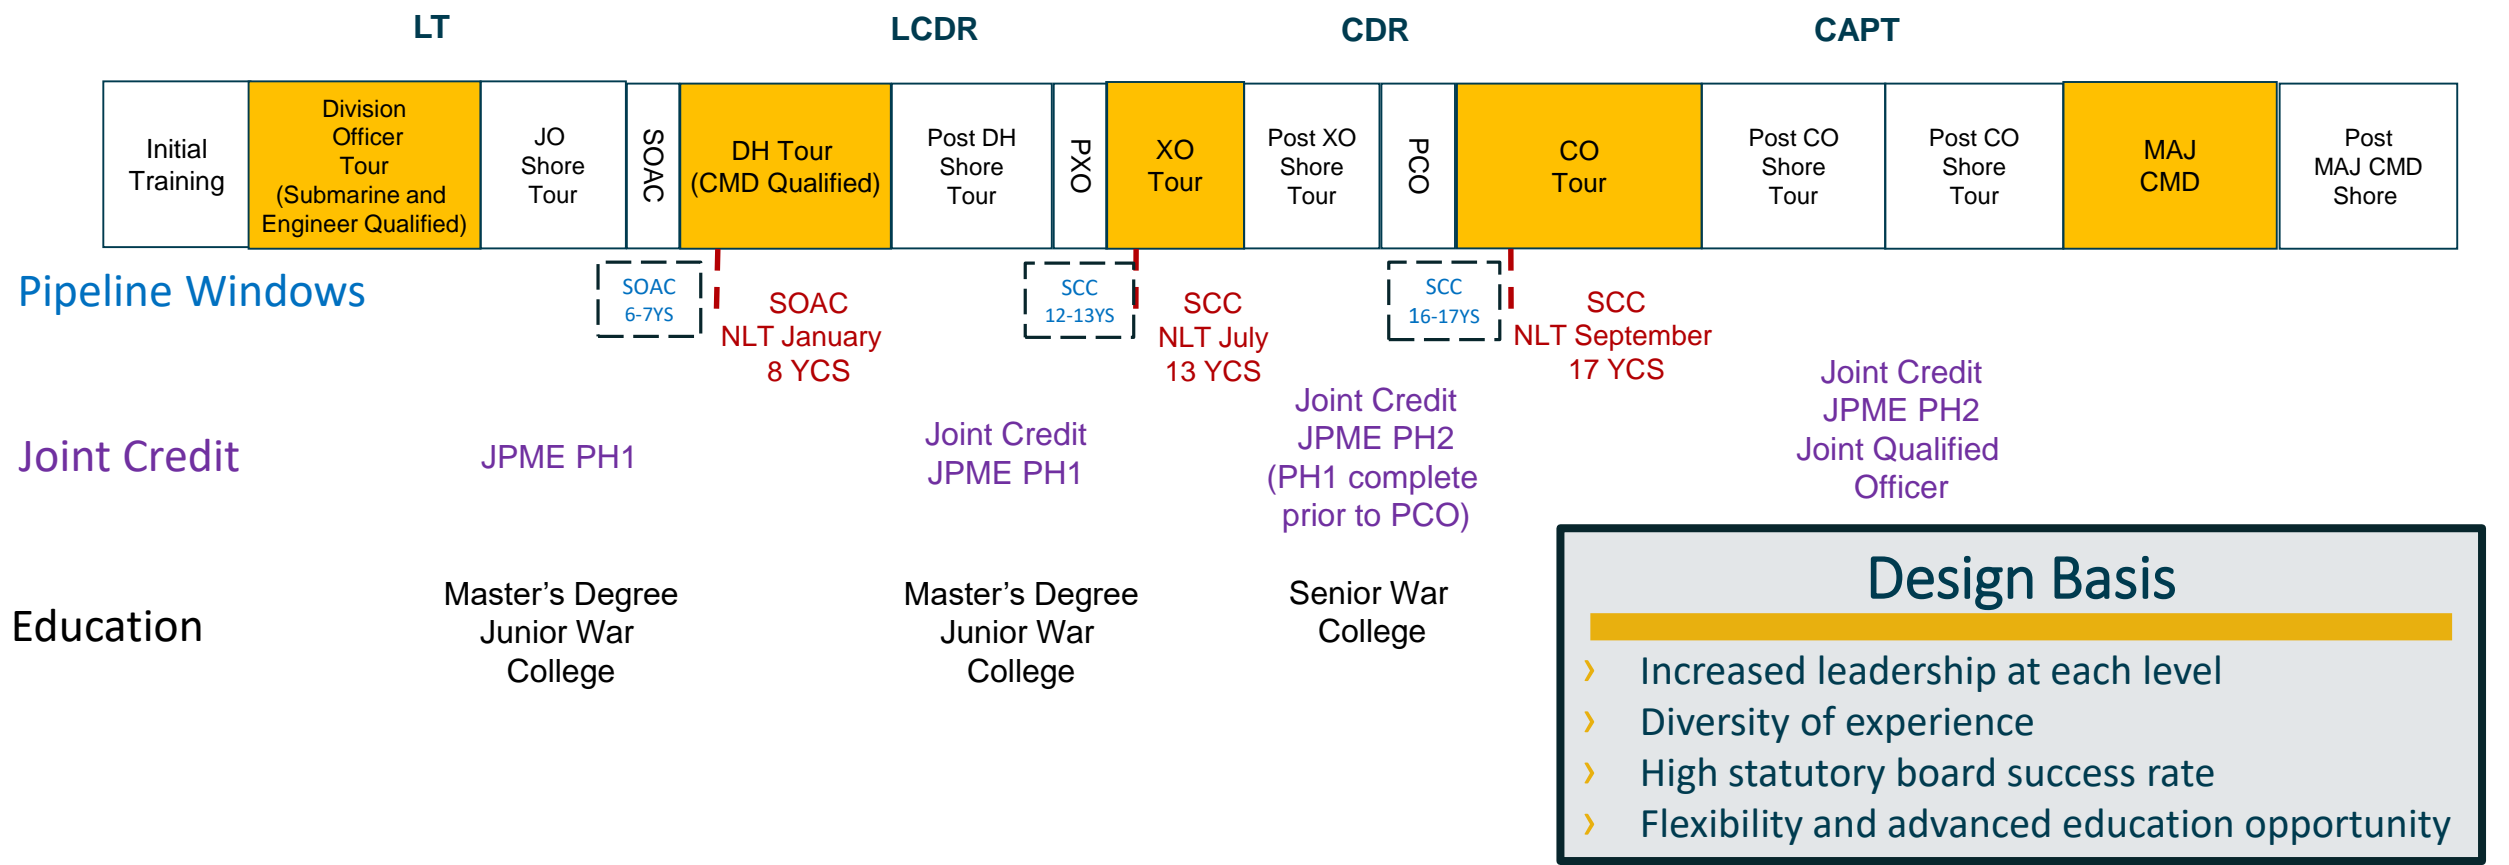 LT
LCDR
CDR
CAPT
Initial
Training
Division
Officer
Tour
(Submarine and
Engineer Qualified)
JO
Shore
Tour
SOAC
DH Tour
(CMD Qualified)
Post DH
Shore
Tour
PXO
XO
Tour
Post XO
Shore
Tour
PCO
CO
Tour
Post CO
Shore
Tour
Post CO
Shore
Tour
MAJ
CMD
Post
MAJ CMD
Shore
Pipeline Windows
SOAC
6-7YS
SOAC
NLT January
8 YCS
SCC
12-13YS
SCC
NLT July
13 YCS
SCC
16-17YS
SCC
NLT September
17 YCS
Joint Credit
JPME PH1
Joint Credit
JPME PH1
Joint Credit
JPME PH2
(PH1 complete
prior to PCO)
Joint Credit
JPME PH2
Joint Qualified
Officer
Education
Master's Degree
Junior War
College
Master's Degree
Junior War
College
Senior War
College
Design Basis
› Increased leadership at each level
› Diversity of experience
› High statutory board success rate
› Flexibility and advanced education opportunity